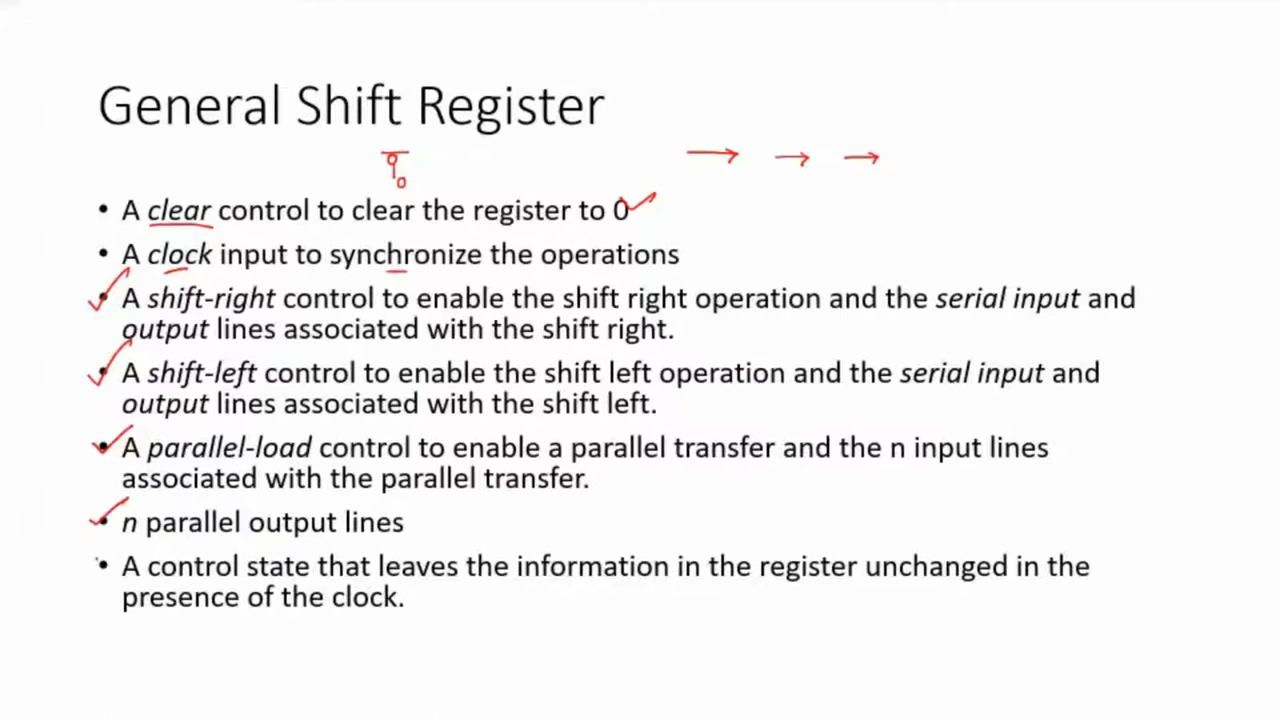 General Shift Register
• A clear control to clear the register to 0
• A clock input to synchronize the operations
• A shift-right control to enable the shift right operation and the serial input and
output lines associated with the shift right.
• A shift-left control to enable the shift left operation and the serial input and
output lines associated with the shift left.
• A parallel-load control to enable a parallel transfer and the n input lines
associated with the parallel transfer.
• n parallel output lines
• A control state that leaves the information in the register unchanged in the
presence of the clock.